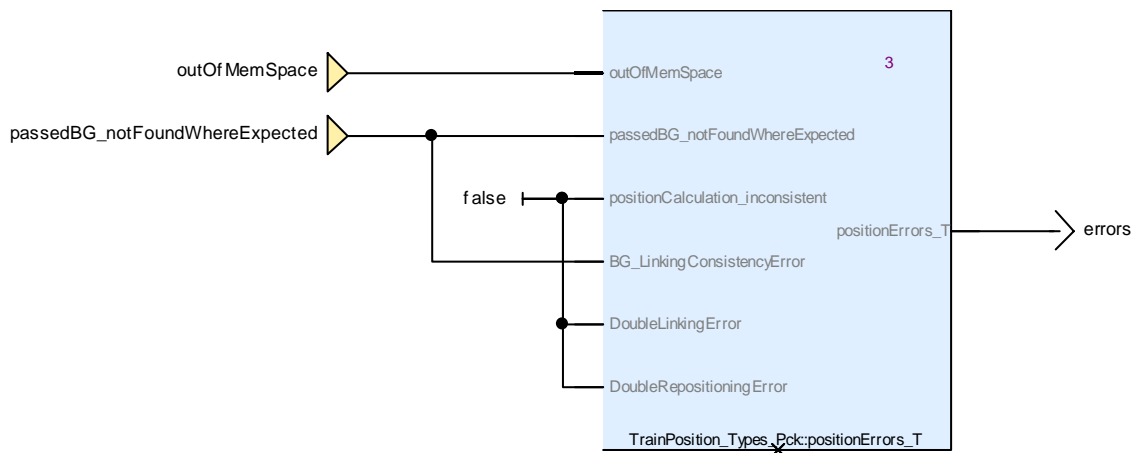 3
outOfMemSpace
outOfMemSpace
passedBG_notFoundWhereExpected
passedBG_notFoundWhereExpected
false
positionCalculation_inconsistent
positionErrors_T
errors
BG_LinkingConsistencyError
DoubleLinkingError
DoubleRepositioningError
TrainPosition_Types_Pck::positionErrors_T